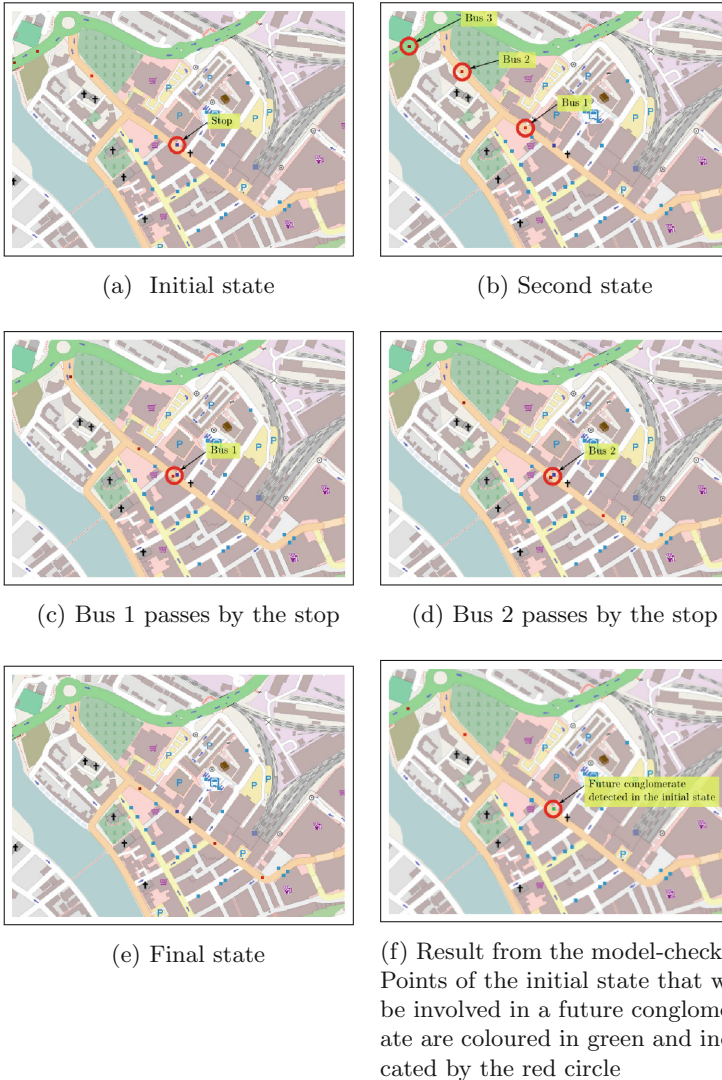 Stop
Bus 3
Bus 2
Bus 1
(a) Initial state
(b) Second state
Bus 1
Bus 2
(c) Bus 1 passes by the stop
(d) Bus 2 passes by the stop
Future conglomerate
detected in the initial state
(e) Final state
(f) Result from the model-check
Points of the initial state that w
be involved in a future conglome
ate are coloured in green and in
cated by the red circle